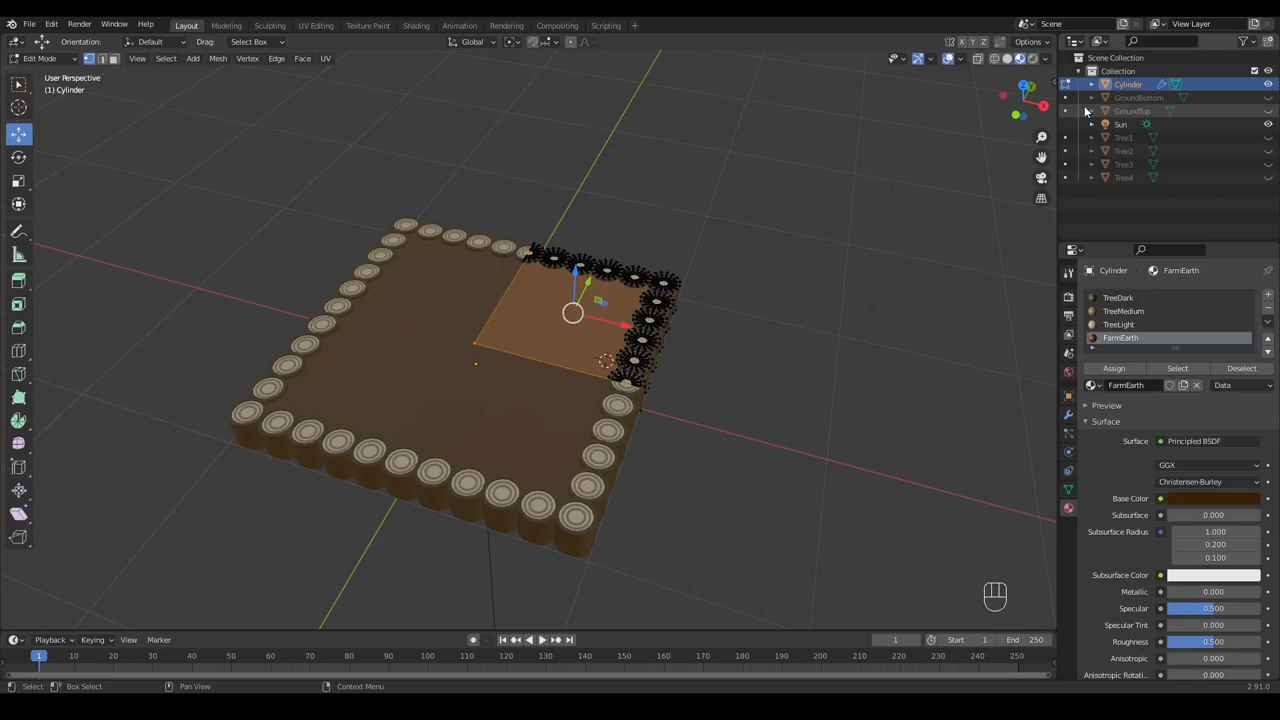 File Edit Render Window Help Layout Modeling Sculpting UV Editing Texture Paint Shading Animation Rendering Compositing Scripting + Scene View Layer
Orientation: Default Drag: Select Box Global X Y Z Options
Edit Mode View Select Add Mesh Vertex Edge Face UV
User Perspective
(1) Cylinder
Scene Collection
Collection
Cylinder
GroundBottom
GroundTop
Sun
Tree1
Tree2
Tree3
Tree4
Y
X
Cylinder FarmEarth
TreeDark
TreeMedium
TreeLight
FarmEarth
Assign Select Deselect
FarmEarth Data
Preview
Surface
Surface Principled BSDF
GGX
Christensen-Burley
Base Color
Subsurface 0.000
Subsurface Radius 1.000
0.200
0.100
Subsurface Color
Metallic 0.000
Specular 0.500
Specular Tint 0.000
Roughness 0.500
Anisotropic 0.000
Anisotropic Rotati... 0.000
Playback Keying View Marker 1 Start 1 End 250
1 10 20 30 40 50 60 70 80 90 100 110 120 130 140 150 160 170 180 190 200 210 220 230 240 250
Select Box Select Pan View Context Menu 2.91.0